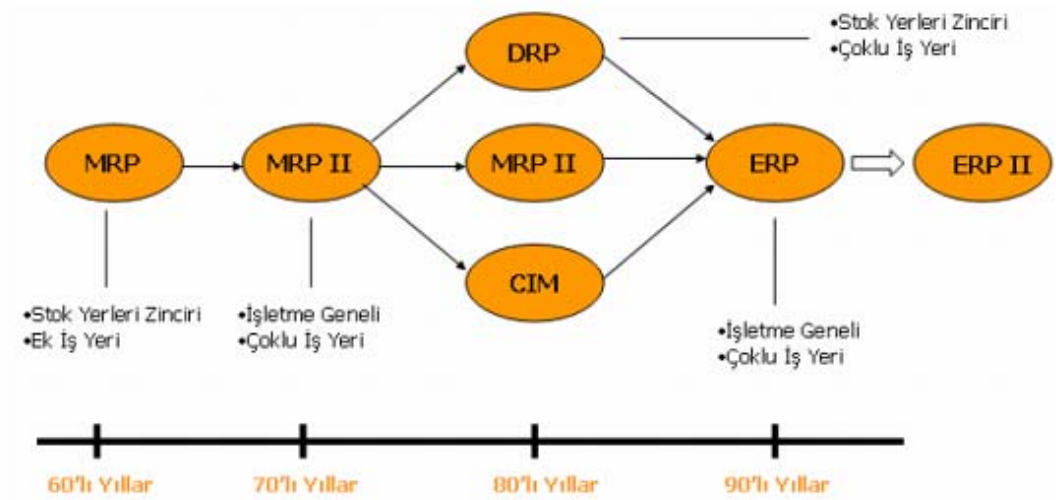 •Stok Yerleri Zinciri
•Çoklu İş Yeri
DRP
MRP
MRP II
MRP II
ERP
ERP II
CIM
•Stok Yerleri Zinciri
•Ek İş Yeri
•İşletme Geneli
•Çoklu İş Yeri
•İşletme Geneli
•Çoklu İş Yeri
60'lı Yıllar
70'lı Yıllar
80'lı Yıllar
90'lı Yıllar